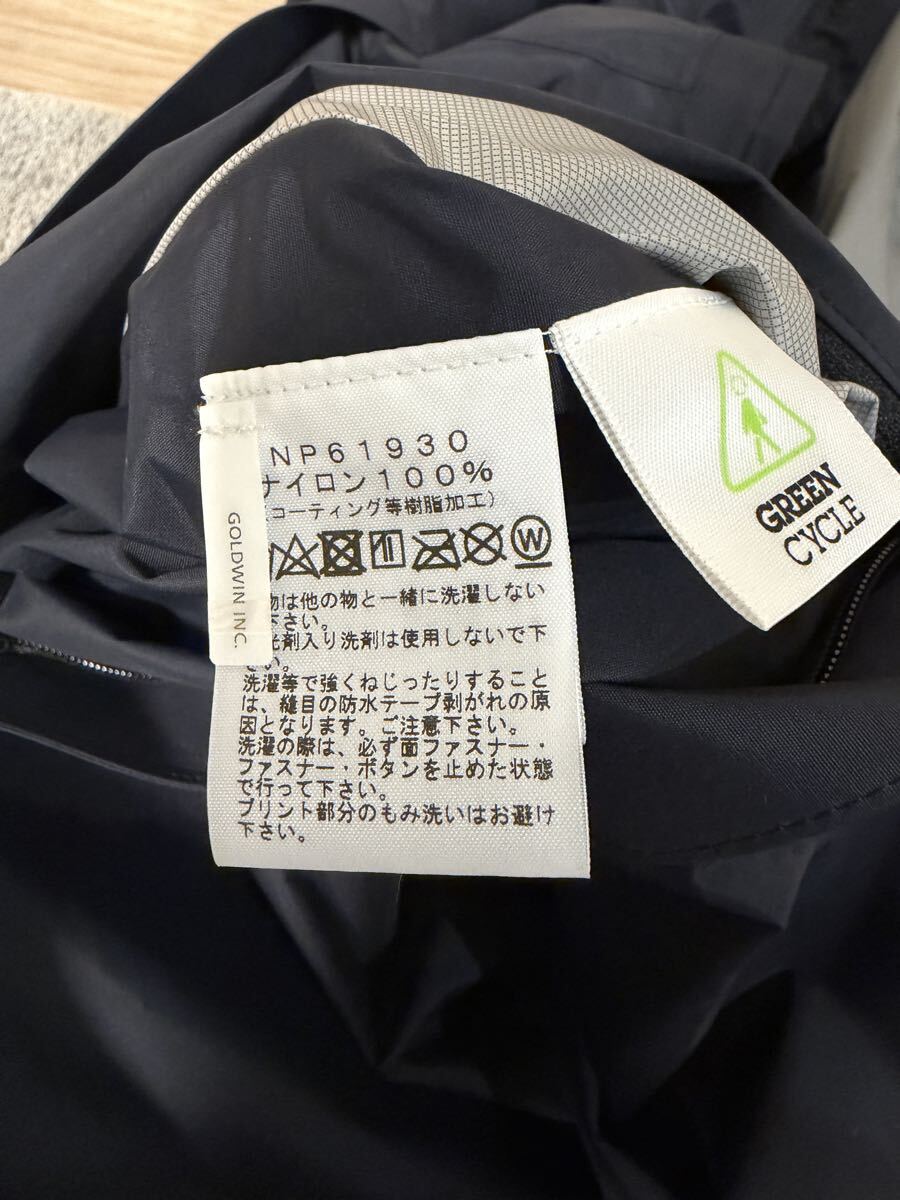 NP61930
ナイロン100%
(コーティング等樹脂加工)
W
物は他の物と一緒に洗濯しない
下さい。
光剤入り洗剤は使用しないで下
さい。
洗濯等で強くねじったりすること
は、縫目の防水テープ剥がれの原
因となります。ご注意下さい。
洗濯の際は、必ず面ファスナー・
ファスナー・ボタンを止めた状態
で行って下さい。
プリント部分のもみ洗いはお避け
下さい。
GOLDWIN INC.
GREEN
CYCLE